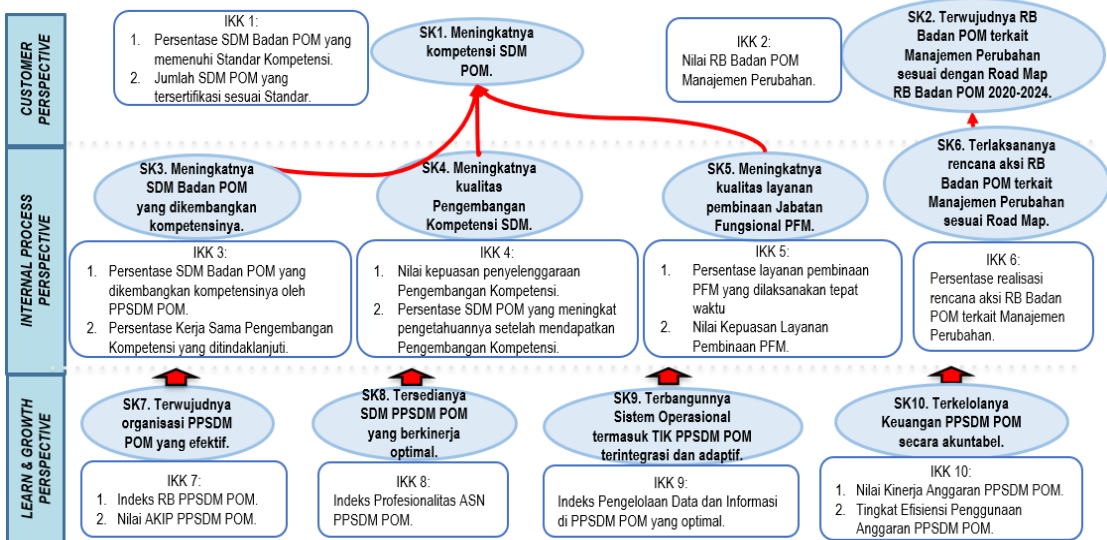 CUSTOMER
PERSPECTIVE
IKK 1:
1. Persentase SDM Badan POM yang
memenuhi Standar Kompetensi.
2. Jumlah SDM POM yang
tersertifikasi sesuai Standar.
SK1. Meningkatnya
kompetensi SDM
POM.
IKK 2:
Nilai RB Badan POM
Manajemen Perubahan.
SK2. Terwujudnya RB
Badan POM terkait
Manajemen Perubahan
sesuai dengan Road Map
RB Badan POM 2020-2024.
INTERNAL PROCESS
PERSPECTIVE
SK3. Meningkatnya
SDM Badan POM
yang dikembangkan
kompetensinya.
SK4. Meningkatnya
kualitas
Pengembangan
Kompetensi SDM.
SK5. Meningkatnya
kualitas layanan
pembinaan Jabatan
Fungsional PFM.
SK6. Terlaksananya
rencana aksi RB
Badan POM terkait
Manajemen Perubahan
sesuai Road Map.
IKK 3:
1. Persentase SDM Badan POM yang
dikembangkan kompetensinya oleh
PPSDM POM.
2. Persentase Kerja Sama Pengembangan
Kompetensi yang ditindaklanjuti.
IKK 4
1. Nilai kepuasan penyelenggaraan
Pengembangan Kompetensi.
2. Persentase SDM POM yang meningkat
pengetahuannya setelah mendapatkan
Pengembangan Kompetensi.
IKK 5
1. Persentase layanan pembinaan
PFM yang dilaksanakan tepat
waktu
2. Nilai Kepuasan Layanan
Pembinaan PFM.
IKK 6:
Persentase realisasi
rencana aksi RB Badan
POM terkait Manajemen
Perubahan.
LEARN & GROWTH
PERSPECTIVE
SK7. Terwujudnya
organisasi PPSDM
POM yang efektif.
SK8. Tersedianya
SDM PPSDM POM
yang berkinerja
optimal.
SK9. Terbangunnya
Sistem Operasional
termasuk TIK PPSDM POM
terintegrasi dan adaptif.
SK10. Terkelolanya
Keuangan PPSDM POM
secara akuntabel.
IKK 7:
1. Indeks RB PPSDM POM.
2. Nilai AKIP PPSDM POM.
IKK 8:
Indeks Profesionalitas ASN
PPSDM POM.
IKK 9:
Indeks Pengelolaan Data dan Informasi
di PPSDM POM yang optimal.
IKK 10:
1. Nilai Kinerja Anggaran PPSDM POM.
2. Tingkat Efisiensi Penggunaan
Anggaran PPSDM POM.